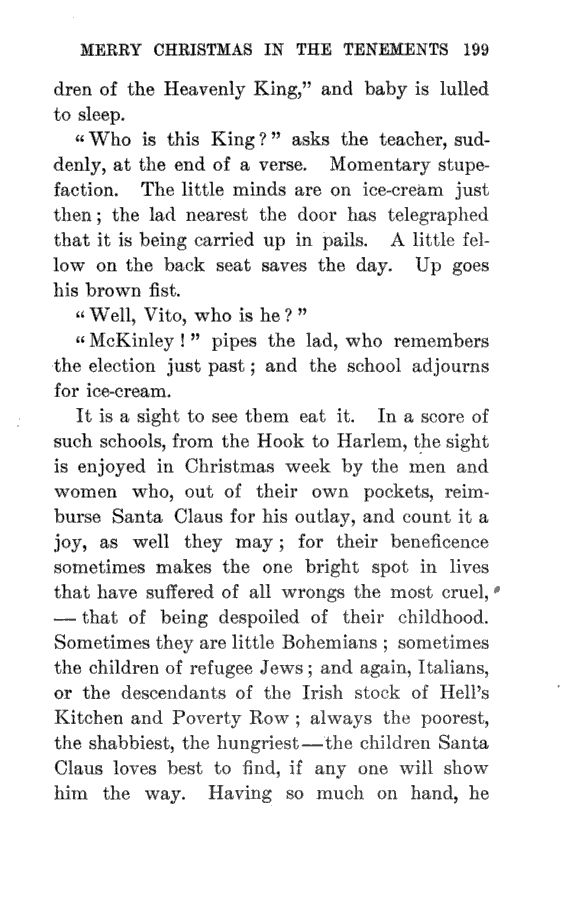 MERRY CHRISTMAS IN THE TENEMENTS 199
dren of the Heavenly King,” and baby is lulled
to sleep.
“Who is this King?” asks the teacher, sud-
denly, at the end of a verse. Momentary stupe-
faction. The little minds are on ice-cream just
then; the lad nearest the door has telegraphed
that it is being carried up in pails. A little fel-
low on the back seat saves the day. Up goes
his brown fist.
“Well, Vito, who is he?”
“McKinley!” pipes the lad, who remembers
the election just past; and the school adjourns
for ice-cream.
It is a sight to see them eat it. In a score of
such schools, from the Hook to Harlem, the sight
is enjoyed in Christmas week by the men and
women who, out of their own pockets, reim-
burse Santa Claus for his outlay, and count it a
joy, as well they may; for their beneficence
sometimes makes the one bright spot in lives
that have suffered of all wrongs the most cruel,
— that of being despoiled of their childhood.
Sometimes they are little Bohemians; sometimes
the children of refugee Jews; and again, Italians,
or the descendants of the Irish stock of Hell’s
Kitchen and Poverty Row; always the poorest,
the shabbiest, the hungriest—the children Santa
Claus loves best to find, if any one will show
him the way. Having so much on hand, he